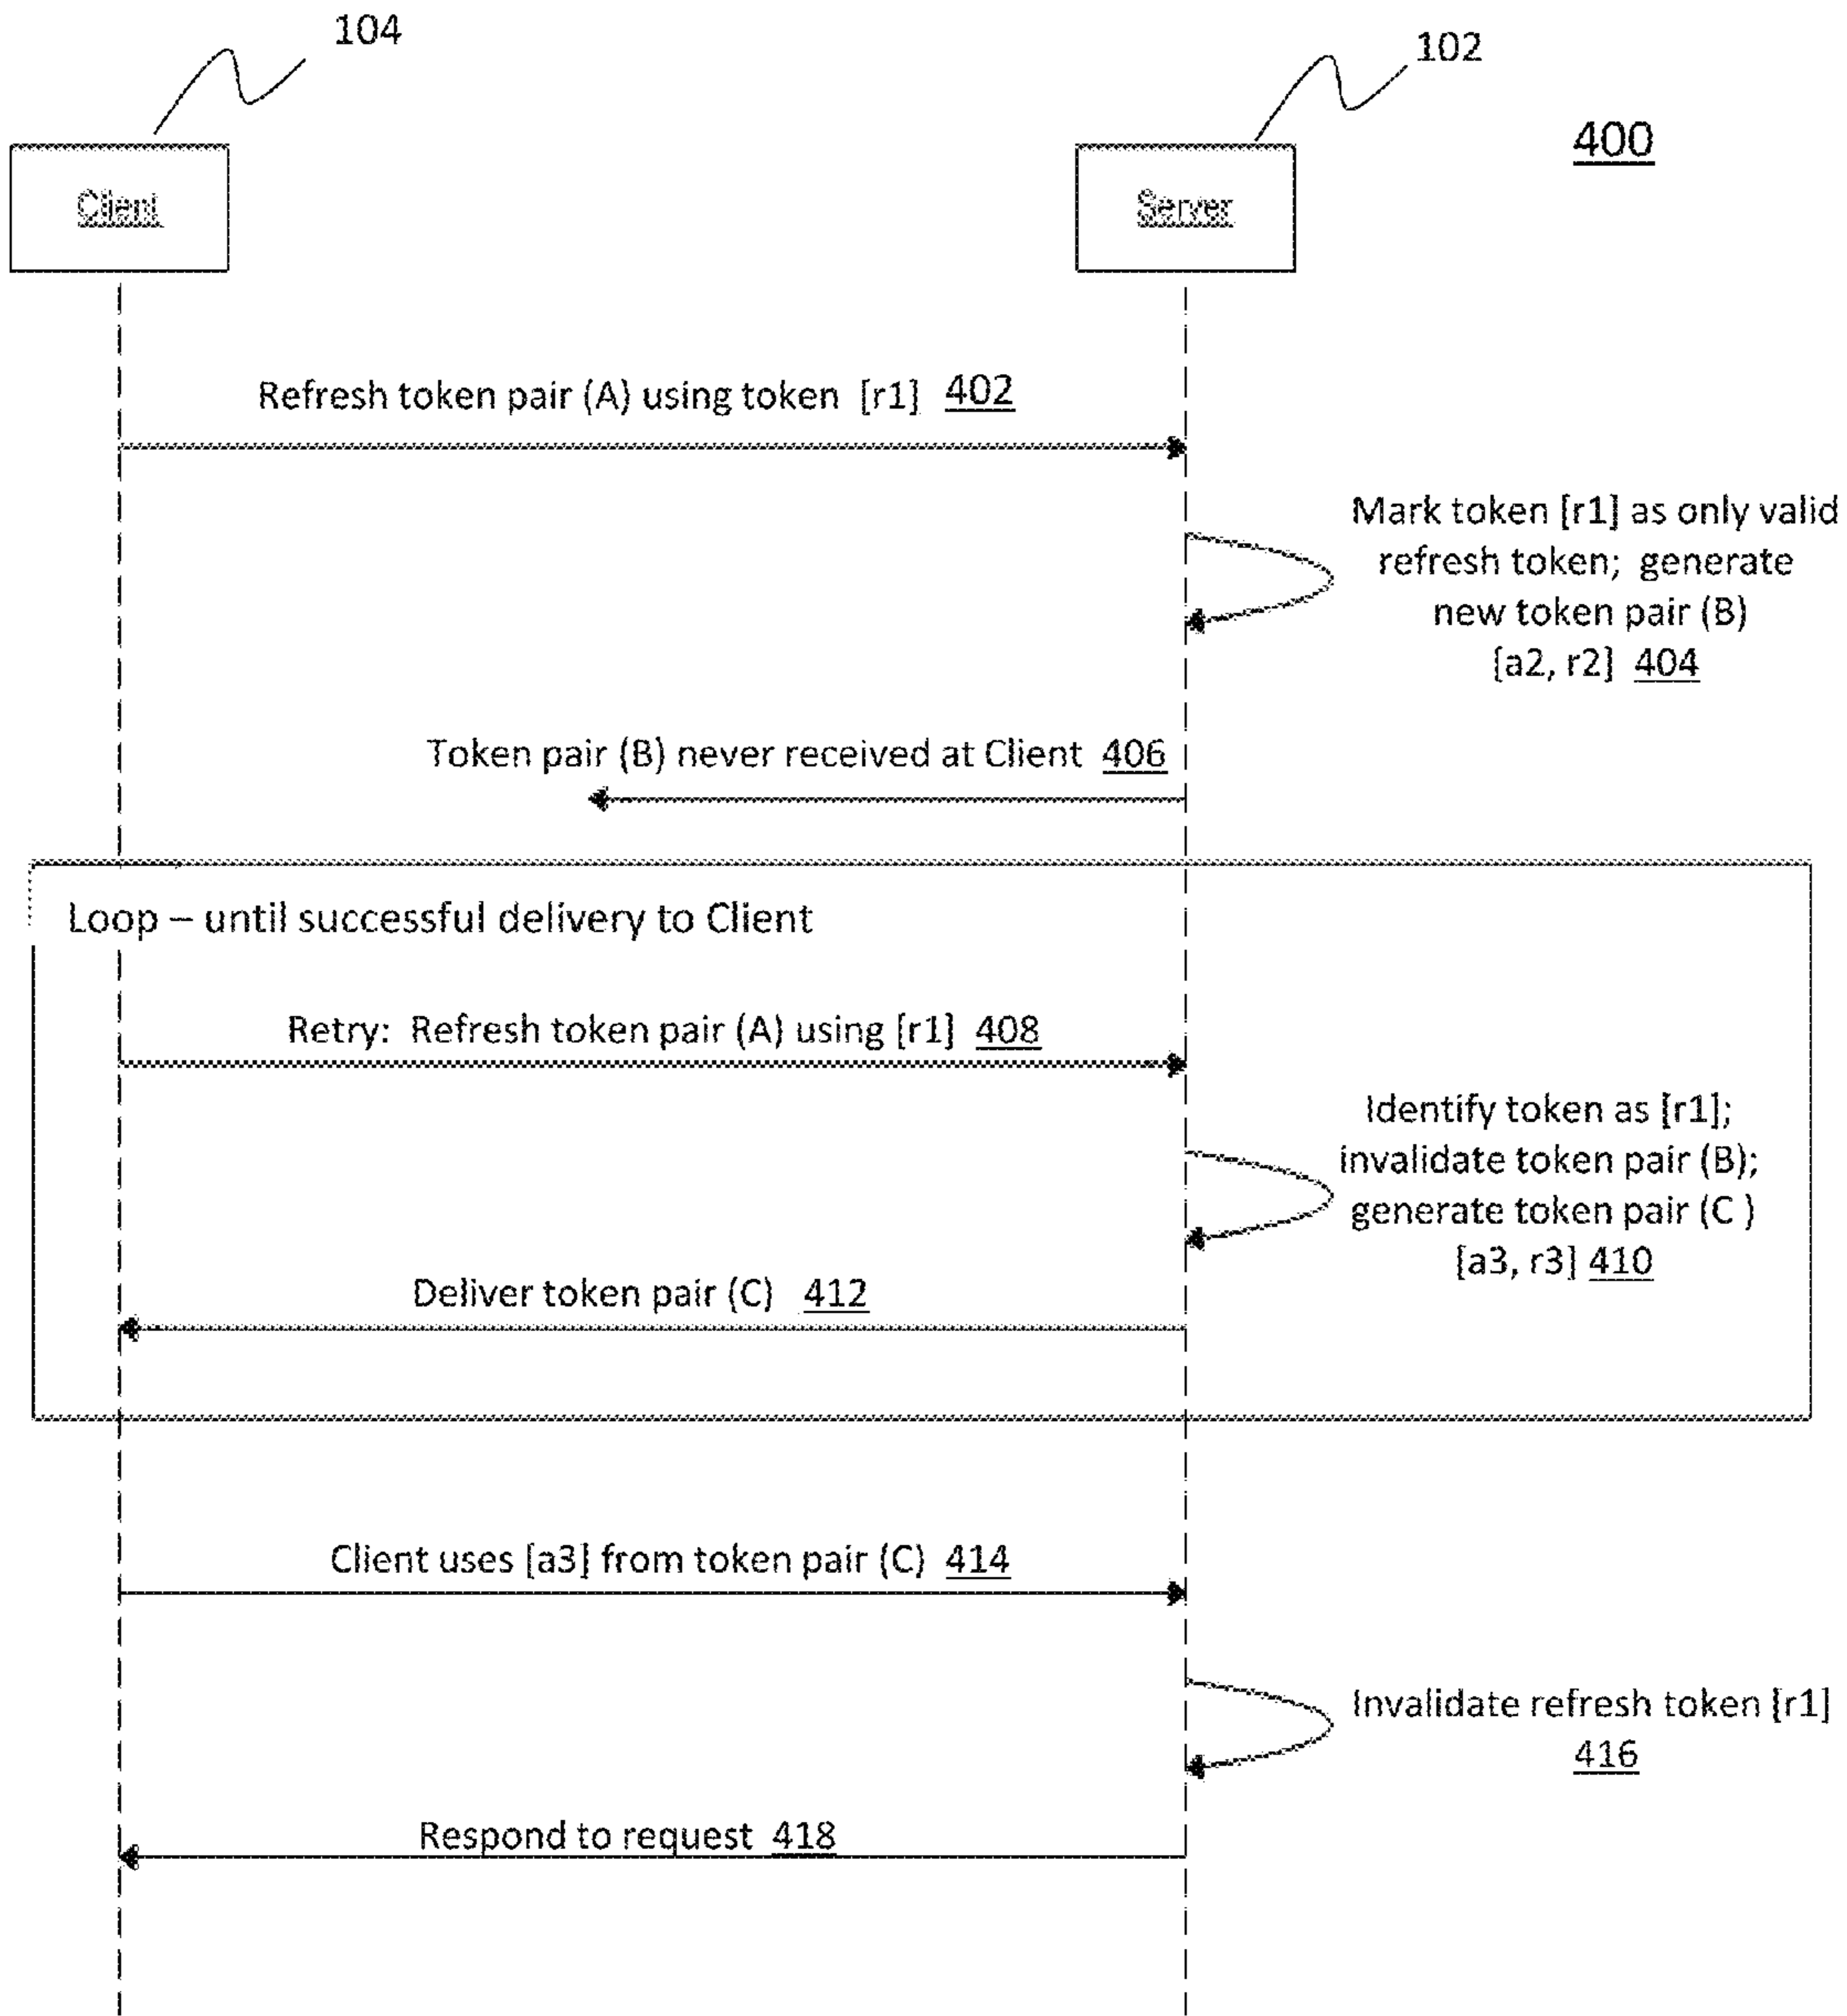 104
102
400
Client
Server
Refresh token pair (A) using token [r1] 402
Mark token [r1] as only valid
refresh token; generate
new token pair (B)
[a2, r2] 404
Token pair (B) never received at Client 406
Loop – until successful delivery to Client
Retry: Refresh token pair (A) using [r1] 408
Identify token as [r1];
invalidate token pair (B);
generate token pair (C )
[a3, r3] 410
Deliver token pair (C) 412
Client uses [a3] from token pair (C) 414
Invalidate refresh token [r1]
416
Respond to request 418